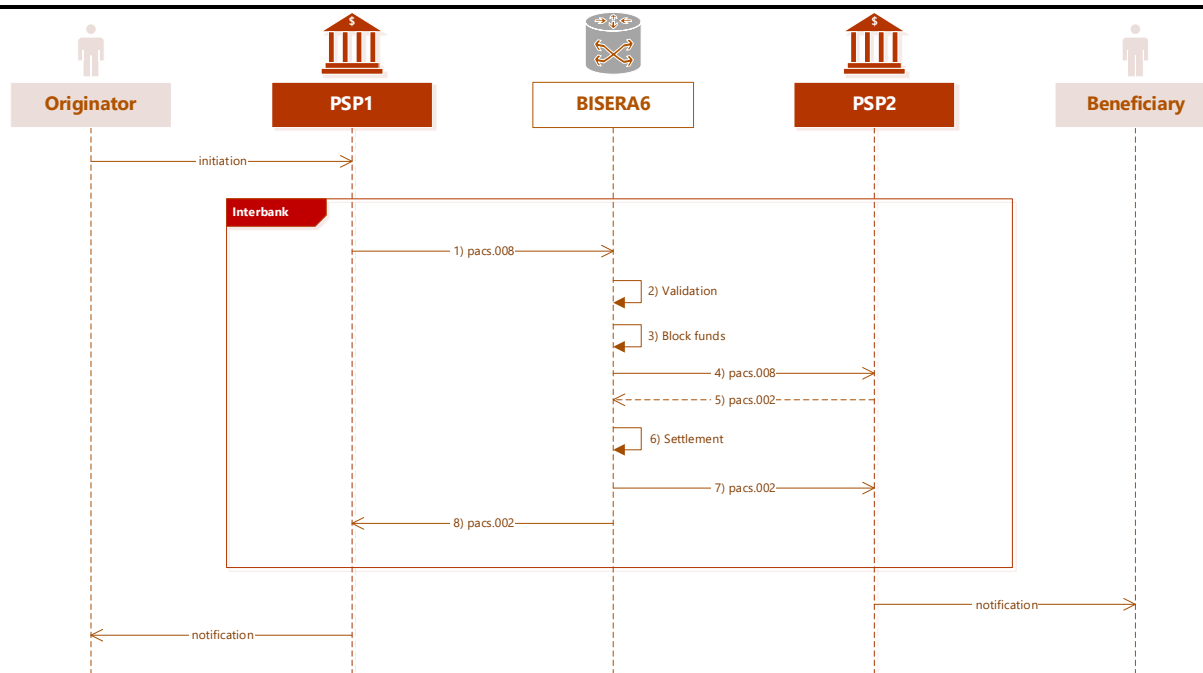 $
$
Originator
PSP1
BISERA6
PSP2
Beneficiary
initiation
Interbank
1) pacs.008
2) Validation
3) Block funds
4) pacs.008
5) pacs.002
6) Settlement
7) pacs.002
8) pacs.002
notification
notification